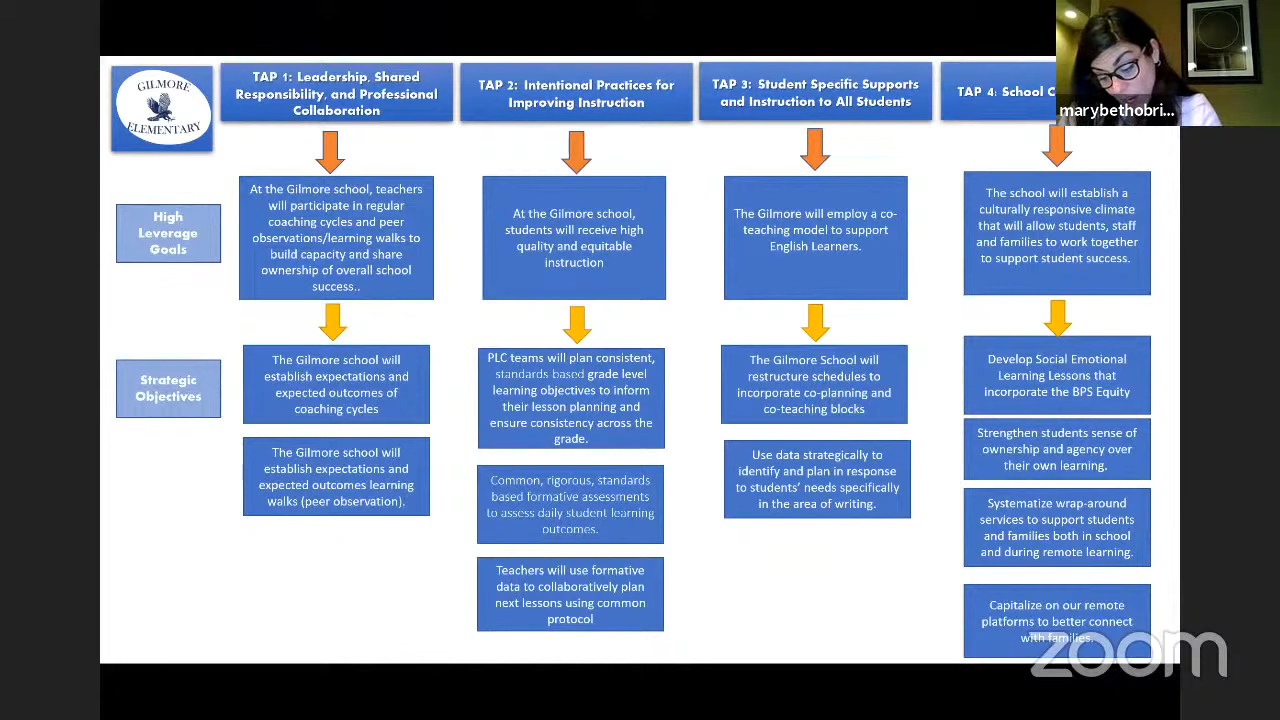 GILMORE
ELEMENTARY
TAP 1: Leadership, Shared
Responsibility, and Professional
Collaboration
TAP 2: Intentional Practices for
Improving Instruction
TAP 3: Student Specific Supports
and Instruction to All Students
TAP 4: School C
marybethobri...
High
Leverage
Goals
At the Gilmore school, teachers
will participate in regular
coaching cycles and peer
observations/learning walks to
build capacity and share
ownership of overall school
success..
At the Gilmore school,
students will receive high
quality and equitable
instruction
The Gilmore will employ a co-
teaching model to support
English Learners.
The school will establish a
culturally responsive climate
that will allow students, staff
and families to work together
to support student success.
Strategic
Objectives
The Gilmore school will
establish expectations and
expected outcomes of
coaching cycles
The Gilmore school will
establish expectations and
expected outcomes learning
walks (peer observation).
PLC teams will plan consistent,
standards based grade level
learning objectives to inform
their lesson planning and
ensure consistency across the
grade.
Common, rigorous, standards
based formative assessments
to assess daily student learning
outcomes.
Teachers will use formative
data to collaboratively plan
next lessons using common
protocol
The Gilmore School will
restructure schedules to
incorporate co-planning and
co-teaching blocks
Use data strategically to
identify and plan in response
to students' needs specifically
in the area of writing.
Develop Social Emotional
Learning Lessons that
incorporate the BPS Equity
Strengthen students sense of
ownership and agency over
their own learning.
Systematize wrap-around
services to support students
and families both in school
and during remote learning.
Capitalize on our remote
platforms to better connect
with families.
zoom